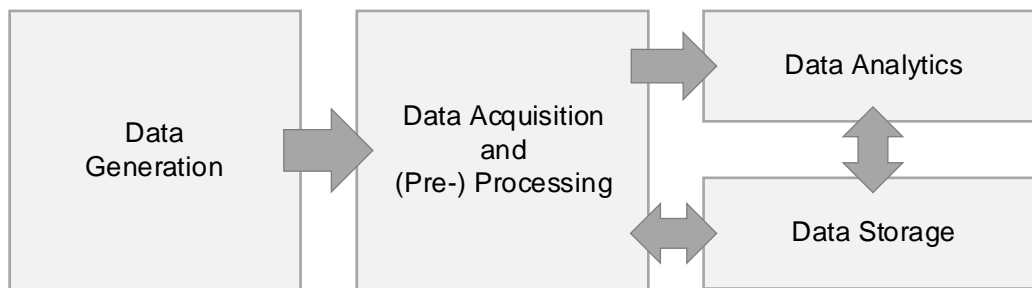 Data
Generation
Data Acquisition
and
(Pre-) Processing
Data Analytics
Data Storage